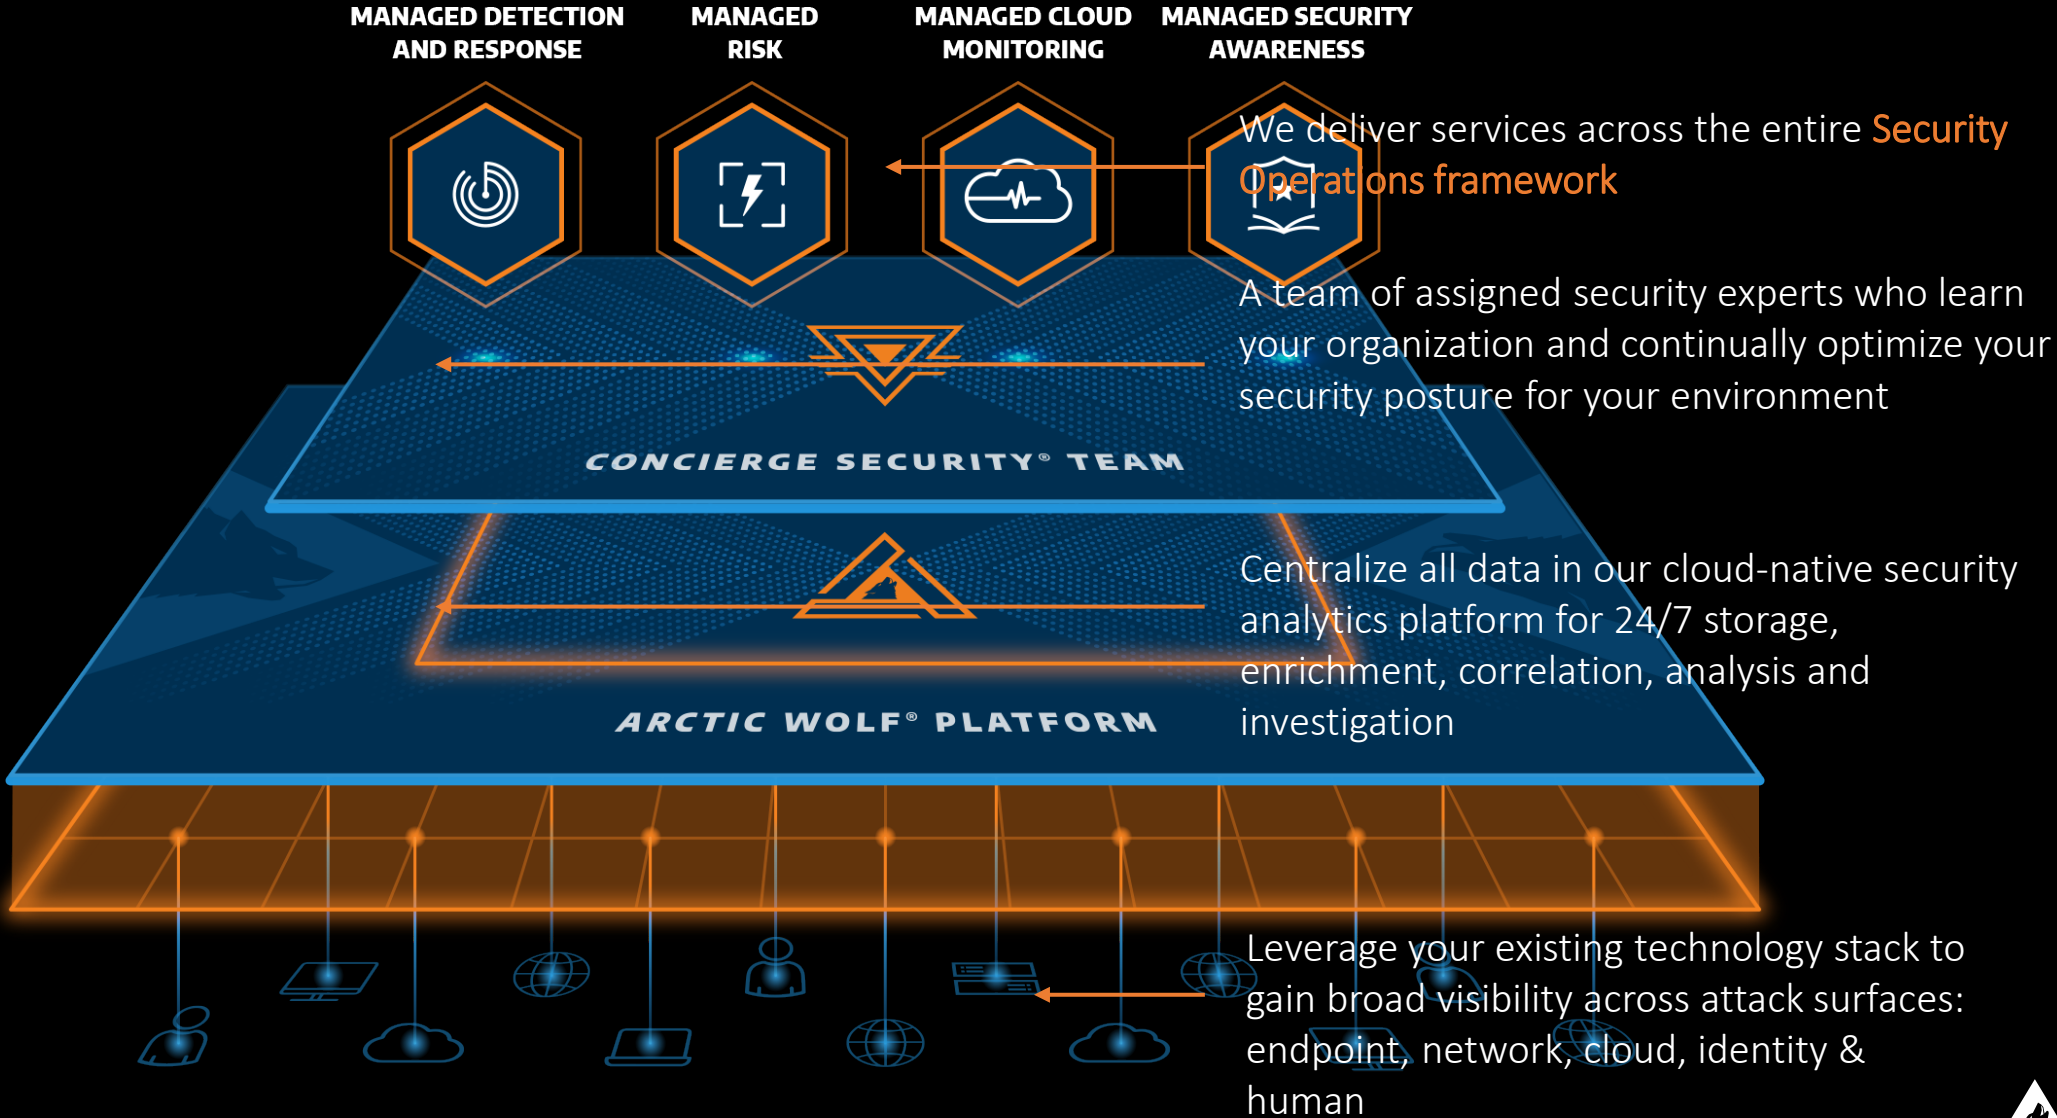 MANAGED DETECTION
AND RESPONSE
MANAGED
RISK
MANAGED CLOUD
MONITORING
MANAGED SECURITY
AWARENESS
We deliver services across the entire Security
Operations framework
A team of assigned security experts who learn
your organization and continually optimize your
security posture for your environment
CONCIERGE SECURITY® TEAM
Centralize all data in our cloud-native security
analytics platform for 24/7 storage,
enrichment, correlation, analysis and
investigation
ARCTIC WOLF® PLATFORM
Leverage your existing technology stack to
gain broad visibility across attack surfaces:
endpoint, network, cloud, identity &
human